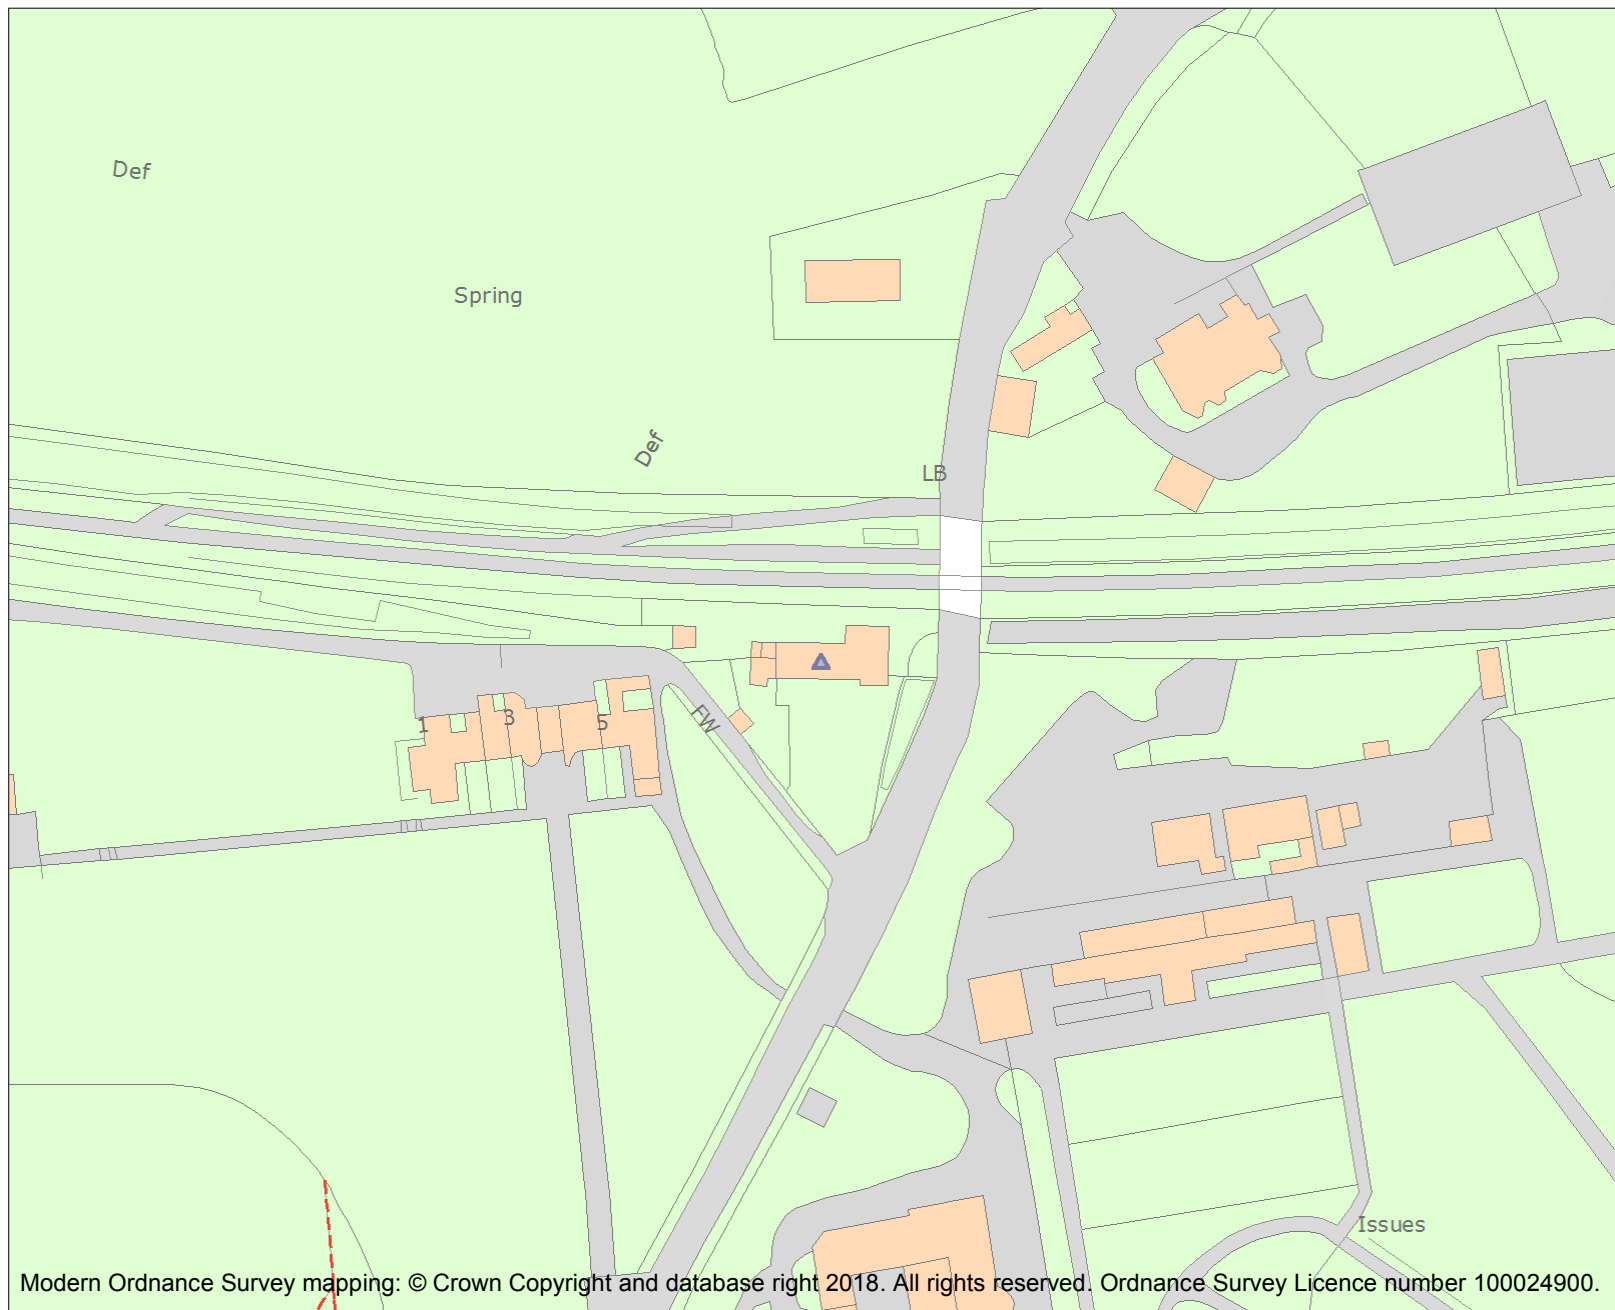 Def
Spring
Def
LB
FW
1
3
5
Issues
Modern Ordnance Survey mapping: © Crown Copyright and database right 2018. All rights reserved. Ordnance Survey Licence number 100024900.